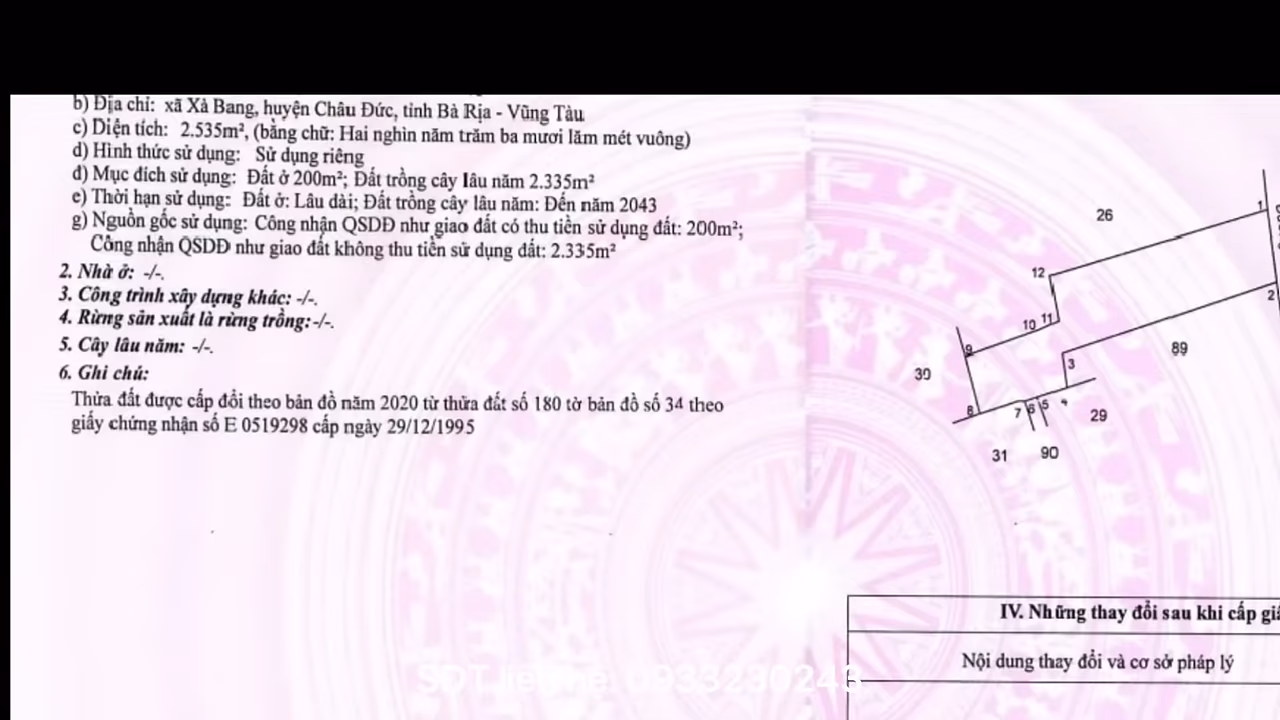 b) Địa chỉ: xã Xà Bang, huyện Châu Đức, tỉnh Bà Rịa - Vũng Tàu
c) Diện tích: 2.535m², (bằng chữ: Hai nghìn năm trăm ba mươi lăm mét vuông)
d) Hình thức sử dụng: Sử dụng riêng
đ) Mục đích sử dụng: Đất ở 200m²; Đất trồng cây lâu năm 2.335m²
e) Thời hạn sử dụng: Đất ở: Lâu dài; Đất trồng cây lâu năm: Đến năm 2043
g) Nguồn gốc sử dụng: Công nhận QSDĐ như giao đất có thu tiền sử dụng đất: 200m²;
Công nhận QSDĐ như giao đất không thu tiền sử dụng đất: 2.335m²
2. Nhà ở: -/-.
3. Công trình xây dựng khác: -/-.
4. Rừng sản xuất là rừng trồng: -/-.
5. Cây lâu năm: -/-.
6. Ghi chú:
Thửa đất được cấp đổi theo bản đồ năm 2020 từ thửa đất số 180 tờ bản đồ số 34 theo
giấy chứng nhận số E 0519298 cấp ngày 29/12/1995
26
1
12
2
10 11
9
89
3
30
8
7 6 5 4
29
31
90
IV. Những thay đổi sau khi cấp
Nội dung thay đổi và cơ sở pháp lý
SDT liên hệ: 0933230243